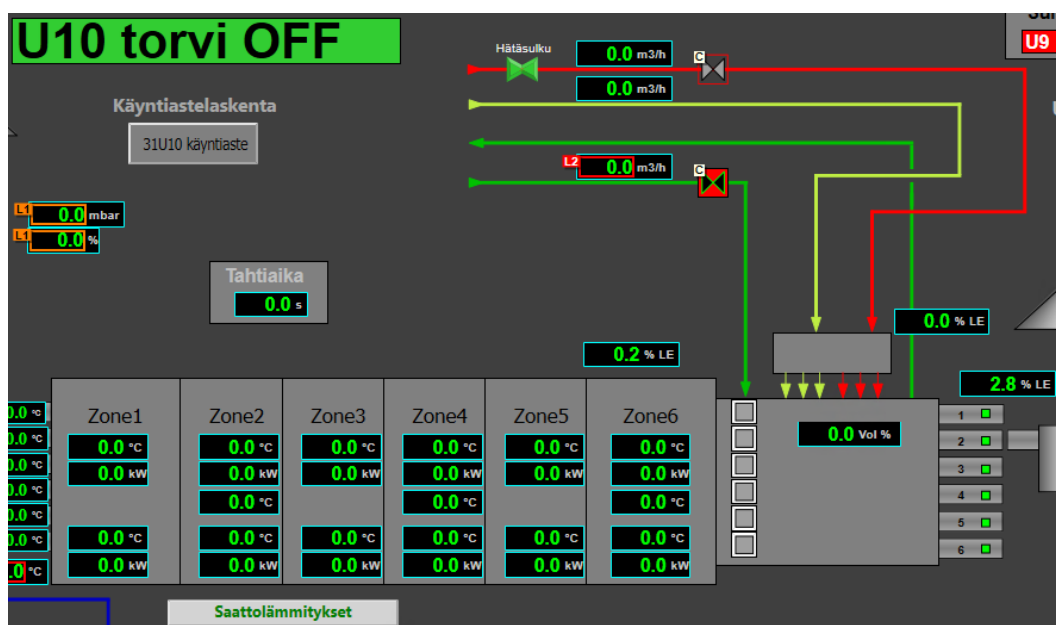 U10 torvi OFF
U9
Hätäsulku
0.0 m3/h
C
0.0 m3/h
Käyntiastelaskenta
31U10 käyntiaste
L2
0.0 m3/h
C
L1
0.0 mbar
L1
0.0 %
Tahtiaika
0.0 s
0.0 % LE
0.2 % LE
2.8 % LE
Zone1 Zone2 Zone3 Zone4 Zone5 Zone6
0.0 °C 0.0 °C 0.0 °C 0.0 °C 0.0 °C 0.0 °C
0.0 kW 0.0 kW 0.0 kW 0.0 kW 0.0 kW 0.0 kW
0.0 °C 0.0 °C 0.0 °C
0.0 °C 0.0 °C 0.0 °C 0.0 °C 0.0 °C 0.0 °C
0.0 kW 0.0 kW 0.0 kW 0.0 kW 0.0 kW 0.0 kW
0.0 Vol %
1
2
3
4
5
6
0.0 °C
0.0 °C
0.0 °C
0.0 °C
0.0 °C
0.0 °C
.0 °C
Saattolämmitykset